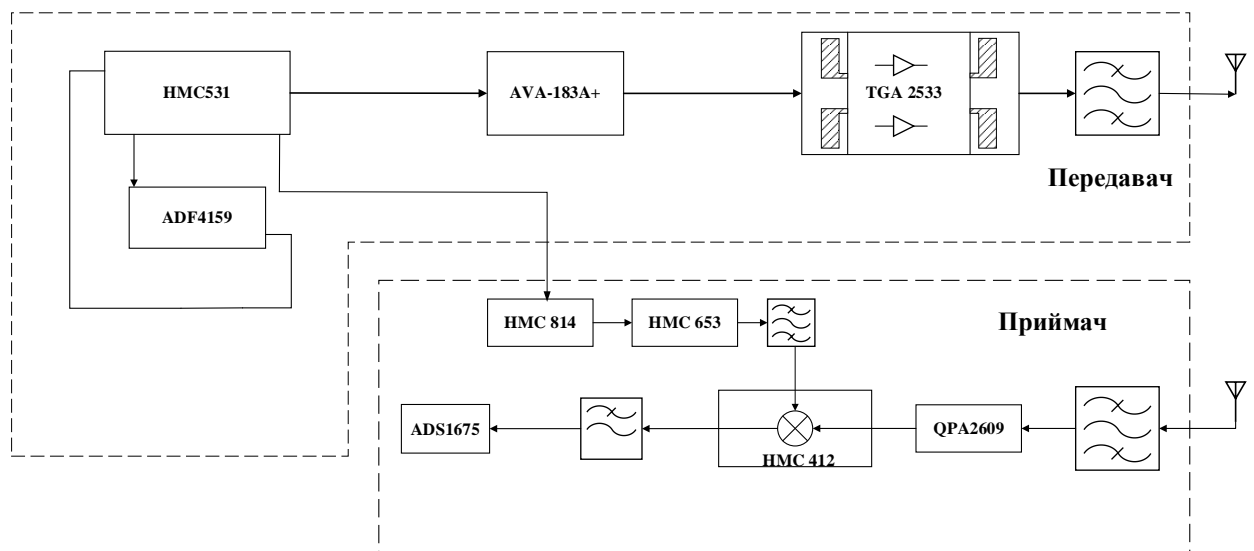 HMC531
AVA-183A+
TGA 2533
Передавач
ADF4159
HMC 814
HMC 653
Приймач
ADS1675
HMC 412
QPA2609